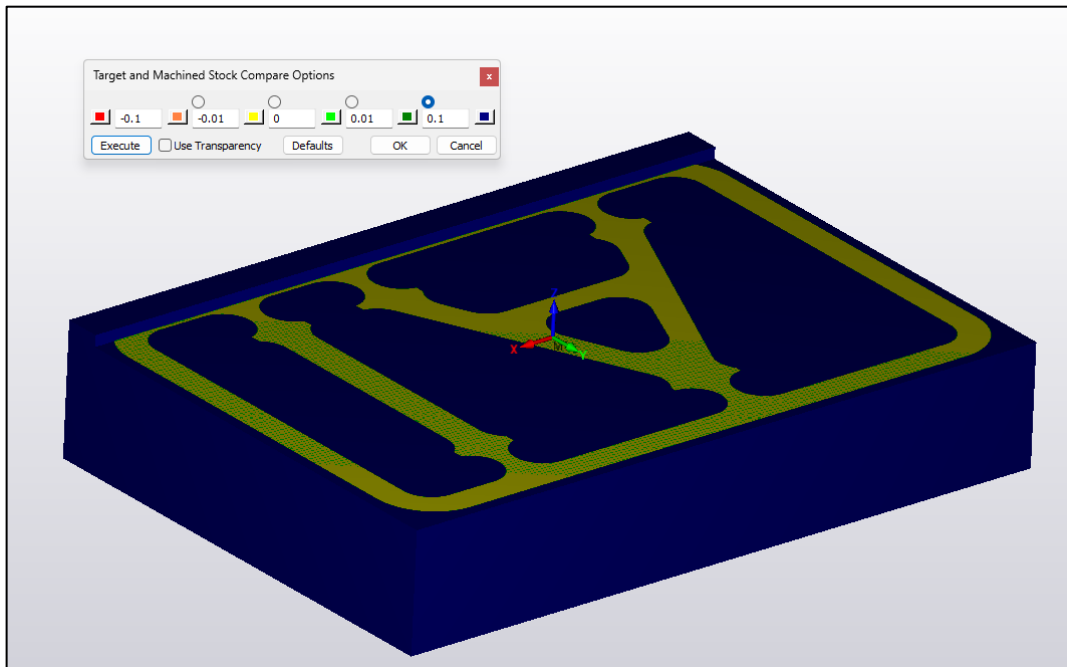 Target and Machined Stock Compare Options
x
-0.1 -0.01 0 0.01 0.1
Execute Use Transparency Defaults OK Cancel
Z
X M Y